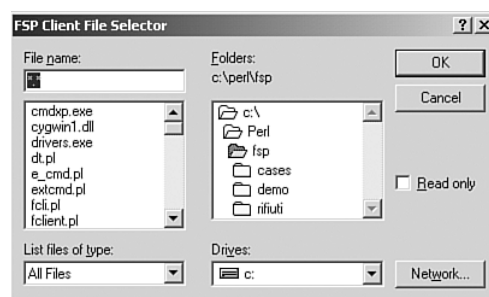 FSP Client File Selector
File name:
*.*
cmdxp.exe
cygwin1.dll
drivers.exe
dt.pl
e_cmd.pl
extcmd.pl
fcli.pl
fclient.pl
List files of type:
All Files
Folders:
c:\perl\fsp
c:\
Perl
fsp
cases
demo
rifiuti
Drives:
c:
OK
Cancel
Read only
Network...